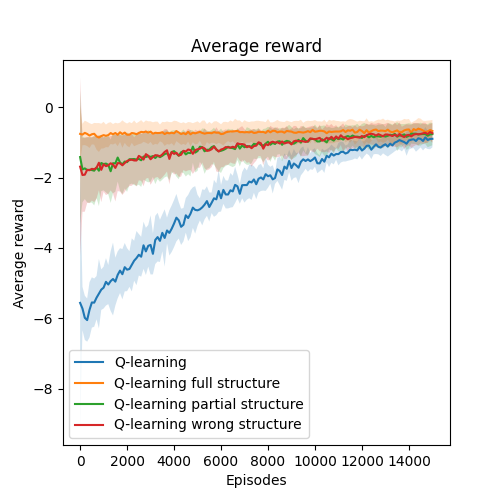 Average reward
Average reward
0
−2
−4
−6
−8
Q-learning
Q-learning full structure
Q-learning partial structure
Q-learning wrong structure
0 2000 4000 6000 8000 10000 12000 14000
Episodes